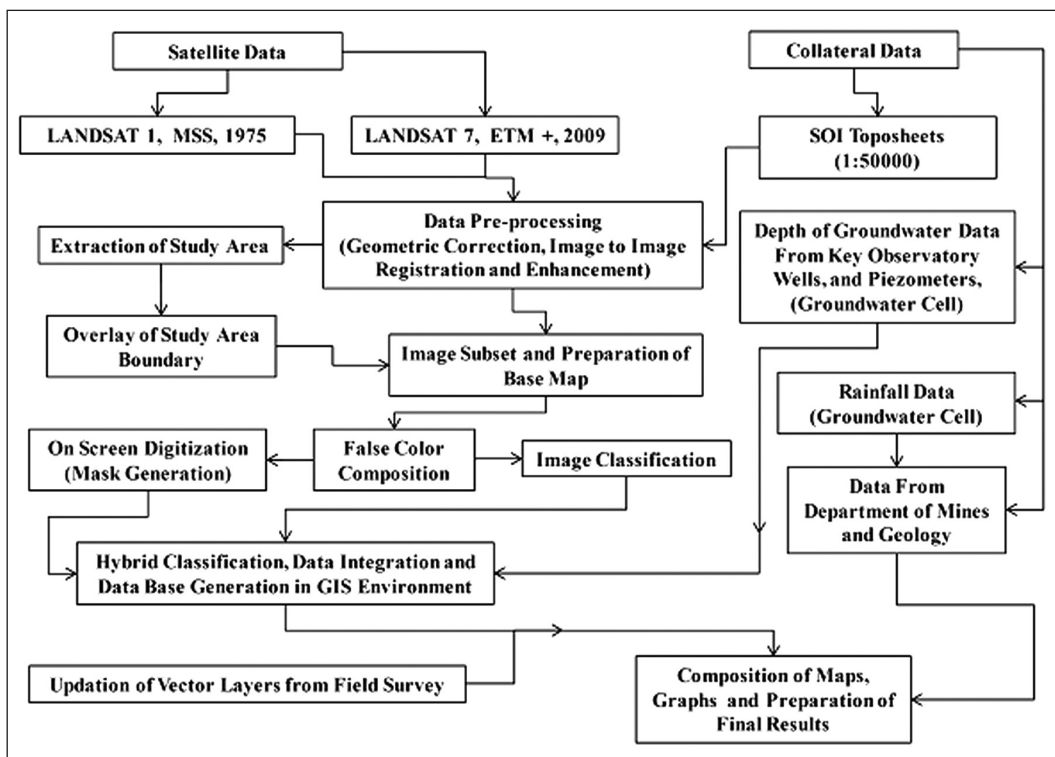 Satellite Data
Collateral Data
LANDSAT 1, MSS, 1975
LANDSAT 7, ETM +, 2009
SOI Toposheets
(1:50000)
Data Pre-processing
(Geometric Correction, Image to Image
Registration and Enhancement)
Extraction of Study Area
Depth of Groundwater Data
From Key Observatory
Wells, and Piezometers,
(Groundwater Cell)
Overlay of Study Area
Boundary
Image Subset and Preparation of
Base Map
Rainfall Data
(Groundwater Cell)
On Screen Digitization
(Mask Generation)
False Color
Composition
Image Classification
Data From
Department of Mines
and Geology
Hybrid Classification, Data Integration and
Data Base Generation in GIS Environment
Updation of Vector Layers from Field Survey
Composition of Maps,
Graphs and Preparation of
Final Results